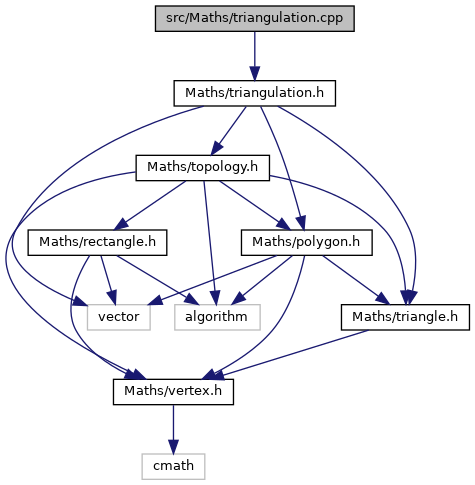 src/Maths/triangulation.cpp
Maths/triangulation.h
Maths/topology.h
Maths/rectangle.h
Maths/polygon.h
vector
algorithm
Maths/triangle.h
Maths/vertex.h
cmath